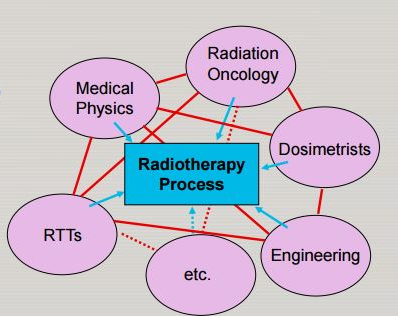 Radiation
Oncology
Medical
Physics
Dosimetrists
Radiotherapy
Process
RTTs
Engineering
etc.